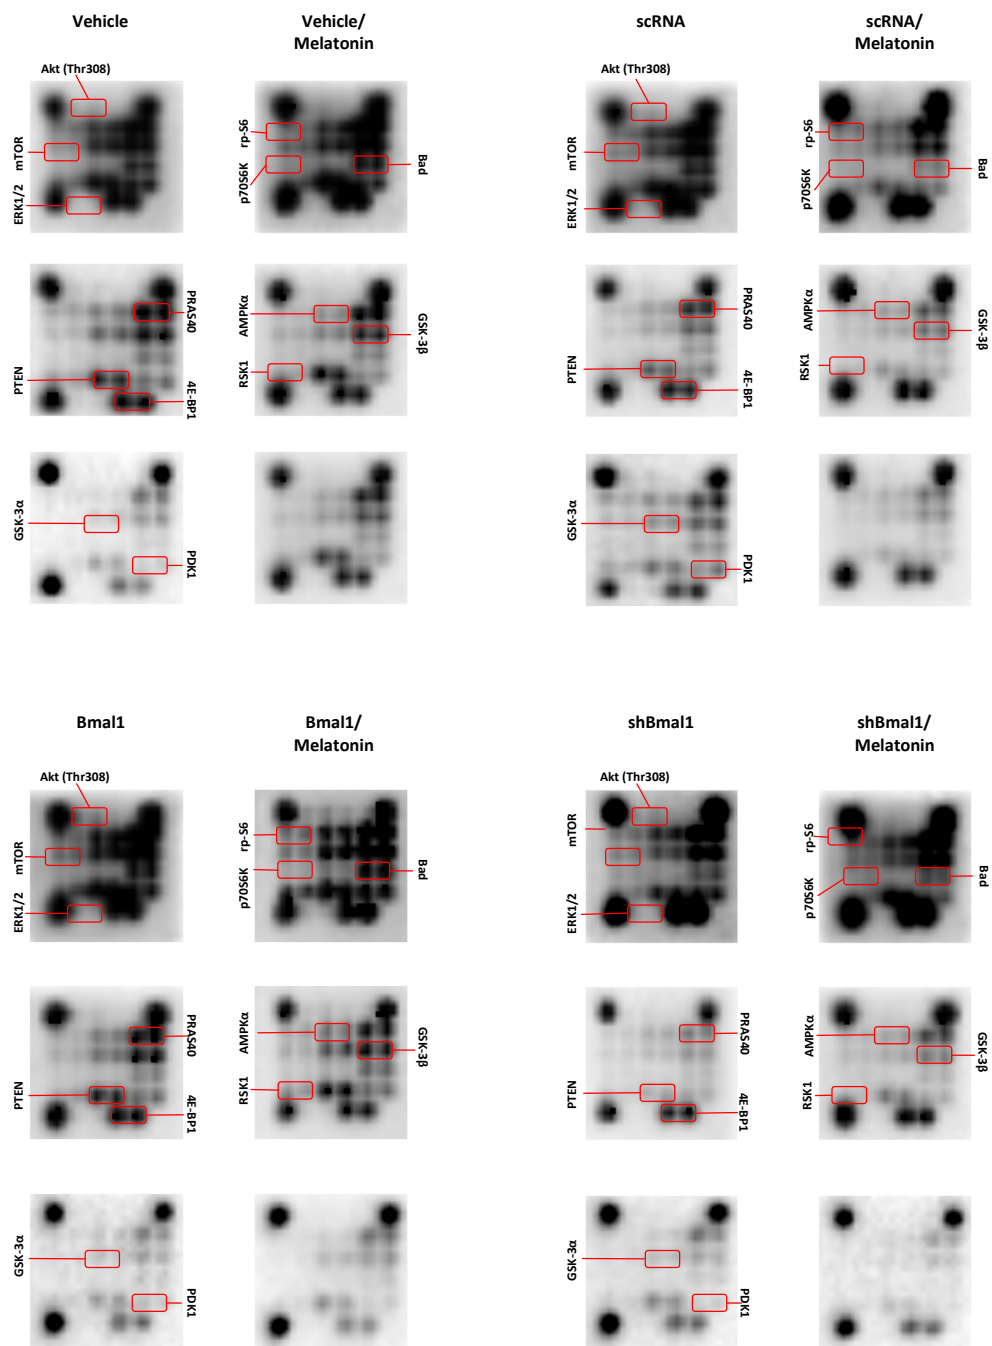 Vehicle
Vehicle/
Melatonin
scRNA
scRNA/
Melatonin
Akt (Thr308)
mTOR
ERK1/2
rp-S6
p70S6K
Bad
Akt (Thr308)
mTOR
ERK1/2
rp-S6
p70S6K
Bad
PRAS40
PTEN
4E-BP1
AMPKα
RSK1
GSK-3β
PRAS40
PTEN
4E-BP1
AMPKα
RSK1
GSK-3β
GSK-3α
PDK1
GSK-3α
PDK1
Bmal1
Bmal1/
Melatonin
shBmal1
shBmal1/
Melatonin
Akt (Thr308)
mTOR
ERK1/2
rp-S6
p70S6K
Bad
Akt (Thr308)
mTOR
ERK1/2
rp-S6
p70S6K
Bad
PRAS40
PTEN
4E-BP1
AMPKα
RSK1
GSK-3β
PRAS40
PTEN
4E-BP1
AMPKα
RSK1
GSK-3β
GSK-3α
PDK1
GSK-3α
PDK1